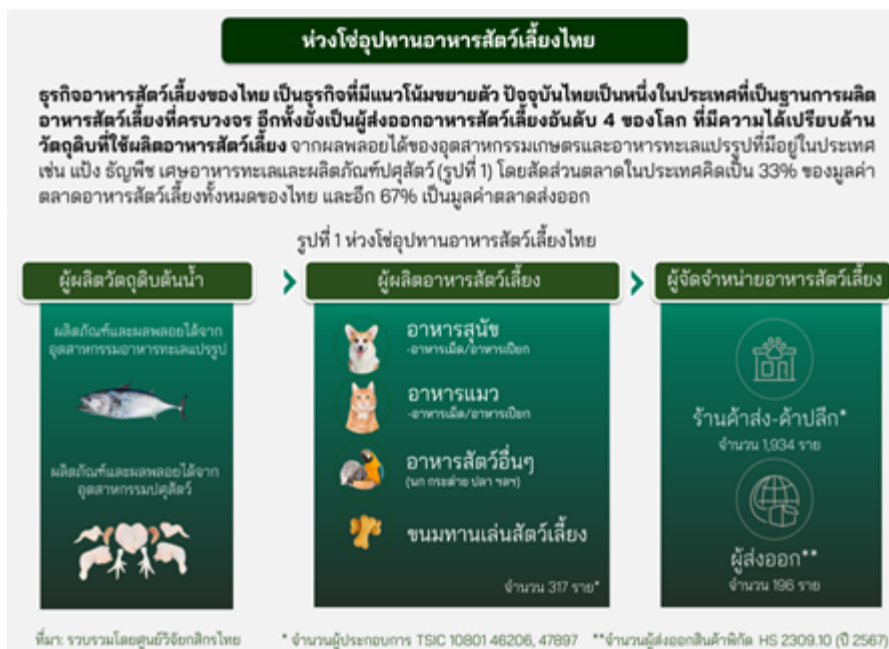 ห่วงโซ่อุปทานอาหารสัตว์เลี้ยงไทย
ธุรกิจอาหารสัตว์เลี้ยงของไทย เป็นธุรกิจที่มีแนวโน้มขยายตัว ปัจจุบันไทยเป็นหนึ่งในประเทศที่เป็นฐานการผลิต
อาหารสัตว์เลี้ยงที่ครบวงจร อีกทั้งยังเป็นผู้ส่งออกอาหารสัตว์เลี้ยงอันดับ 4 ของโลก ที่มีความได้เปรียบด้าน
วัตถุดิบที่ใช้ผลิตอาหารสัตว์เลี้ยง จากผลพลอยได้ของอุตสาหกรรมเกษตรและอาหารทะเลแปรรูปที่มีอยู่ในประเทศ
เช่น แป้ง ธัญพืช เศษอาหารทะเลและผลิตภัณฑ์ปศุสัตว์ (รูปที่ 1) โดยสัดส่วนตลาดในประเทศคิดเป็น 33% ของมูลค่า
ตลาดอาหารสัตว์เลี้ยงทั้งหมดของไทย และอีก 67% เป็นมูลค่าตลาดส่งออก
รูปที่ 1 ห่วงโซ่อุปทานอาหารสัตว์เลี้ยงไทย
ผู้ผลิตวัตถุดิบต้นน้ำ
ผลิตภัณฑ์และผลพลอยได้จาก
อุตสาหกรรมอาหารทะเลแปรรูป
ผลิตภัณฑ์และผลพลอยได้จาก
อุตสาหกรรมปศุสัตว์
ผู้ผลิตอาหารสัตว์เลี้ยง
อาหารสุนัข
-อาหารเม็ด/อาหารเปียก
อาหารแมว
-อาหารเม็ด/อาหารเปียก
อาหารสัตว์อื่นๆ
(นก กระต่าย ปลา ฯลฯ)
ขนมทานเล่นสัตว์เลี้ยง
จำนวน 317 ราย*
ผู้จัดจำหน่ายอาหารสัตว์เลี้ยง
ร้านค้าส่ง-ค้าปลีก*
จำนวน 1,934 ราย
ผู้ส่งออก**
จำนวน 196 ราย
ที่มา: รวบรวมโดยศูนย์วิจัยกสิกรไทย
* จำนวนผู้ประกอบการ TSIC 10801 46206, 47897
**จำนวนผู้ส่งออกสินค้าพิกัด HS 2309.10 (ปี 2567)